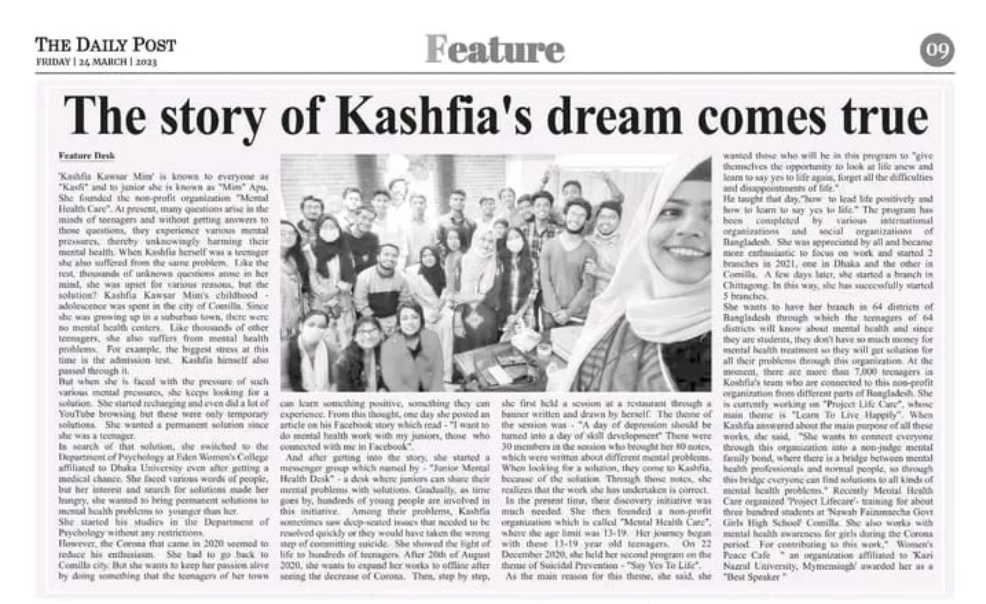 THE DAILY POST
FRIDAY | 24 MARCH | 2023
Feature
09
The story of Kashfia's dream comes true
Feature Desk
'Kashfia Kawsar Mim' is known to everyone as
"Kasfi" and to junior she is known as "Mim" Apu.
She founded the non-profit organization "Mental
Health Care". At present, many questions arise in the
minds of teenagers and without getting answers to
those questions, they experience various mental
pressures, thereby unknowingly harming their
mental health. When Kashfia herself was a teenager
she also suffered from the same problem. Like the
rest, thousands of unknown questions arose in her
mind, she was upset for various reasons, but the
solution? Kashfia Kawsar Mim's childhood -
adolescence was spent in the city of Comilla. Since
she was growing up in a suburban town, there were
no mental health centers. Like thousands of other
teenagers, she also suffers from mental health
problems. For example, the biggest stress at this
time is the admission test. Kashfia himself also
passed through it.
But when she is faced with the pressure of such
various mental pressures, she keeps looking for a
solution. She started recharging and even did a lot of
YouTube browsing but these were only temporary
solutions. She wanted a permanent solution since
she was a teenager.
In search of that solution, she switched to the
Department of Psychology at Eden Women's College
affiliated to Dhaka University even after getting a
medical chance. She faced various words of people,
but her interest and search for solutions made her
hungry, she wanted to bring permanent solutions to
mental health problems to younger than her.
She started his studies in the Department of
Psychology without any restrictions.
However, the Corona that came in 2020 seemed to
reduce his enthusiasm. She had to go back to
Comilla city. But she wants to keep her passion alive
by doing something that the teenagers of her town
can learn something positive, something they can
experience. From this thought, one day she posted an
article on his Facebook story which read - "I want to
do mental health work with my juniors, those who
connected with me in Facebook".
And after getting into the story, she started a
messenger group which named by - "Junior Mental
Health Desk" - a desk where juniors can share their
mental problems with solutions. Gradually, as time
goes by, hundreds of young people are involved in
this initiative. Among their problems, Kashfia
sometimes saw deep-seated issues that needed to be
resolved quickly or they would have taken the wrong
step of committing suicide. She showed the light of
life to hundreds of teenagers. After 20th of August
2020, she wants to expand her works to offline after
seeing the decrease of Corona. Then, step by step,
she first held a session at a restaurant through a
banner written and drawn by herself. The theme of
the session was - "A day of depression should be
turned into a day of skill development" There were
30 members in the session who brought her 80 notes,
which were written about different mental problems.
When looking for a solution, they come to Kashfia,
because of the solution. Through those notes, she
realizes that the work she has undertaken is correct.
In the present time, their discovery initiative was
much needed. She then founded a non-profit
organization which is called "Mental Health Care",
where the age limit was 13-19. Her journey began
with these 13-19 year old teenagers. On 22
December 2020, she held her second program on the
theme of Suicidal Prevention - "Say Yes To Life".
As the main reason for this theme, she said, she
wanted those who will be in this program to "give
themselves the opportunity to look at life anew and
learn to say yes to life again, forget all the difficulties
and disappointments of life."
He taught that day,"how to lead life positively and
how to learn to say yes to life." The program has
been completed by various international
organizations and social organizations of
Bangladesh. She was appreciated by all and became
more enthusiastic to focus on work and started 2
branches in 2021, one in Dhaka and the other in
Comilla. A few days later, she started a branch in
Chittagong. In this way, she has successfully started
5 branches.
She wants to have her branch in 64 districts of
Bangladesh through which the teenagers of 64
districts will know about mental health and since
they are students, they don't have so much money for
mental health treatment so they will get solution for
all their problems through this organization. At the
moment, there are more than 7,000 teenagers in
Koshfia's team who are connected to this non-profit
organization from different parts of Bangladesh. She
is currently working on "Project Life Care", whose
main theme is "Learn To Live Happily". When
Kashfia answered about the main purpose of all these
works, she said, "She wants to connect everyone
through this organization into a non-judge mental
family bond, where there is a bridge between mental
health professionals and normal people, so through
this bridge everyone can find solutions to all kinds of
mental health problems." Recently Mental Health
Care organized 'Project Lifecare'- training for about
three hundred students at 'Nawab Faizunnecha Govt
Girls High School' Comilla. She also works with
mental health awareness for girls during the Corona
period. For contributing to this work," Women's
Peace Cafe " an organization affiliated to 'Kazi
Nazrul University, Mymensingh' awarded her as a
"Best Speaker "